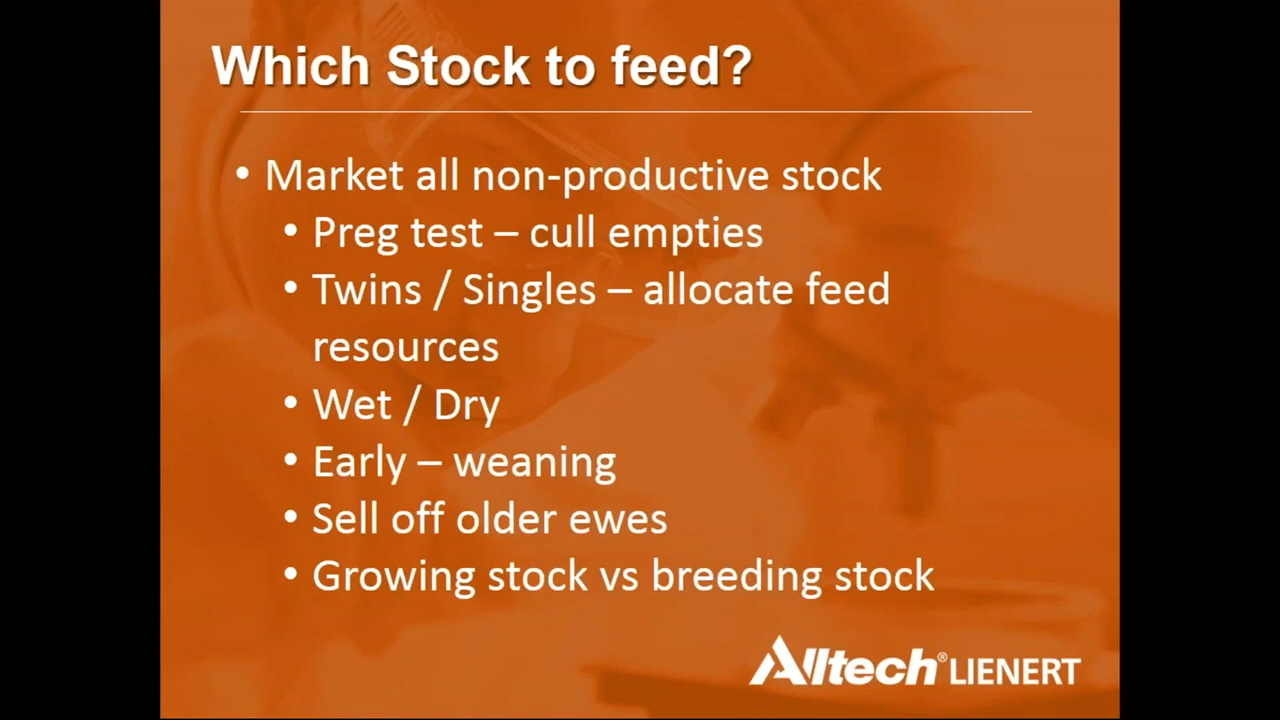 Which Stock to feed?
• Market all non-productive stock
• Preg test – cull empties
• Twins / Singles – allocate feed
resources
• Wet / Dry
• Early – weaning
• Sell off older ewes
• Growing stock vs breeding stock
Alltech® LIENERT